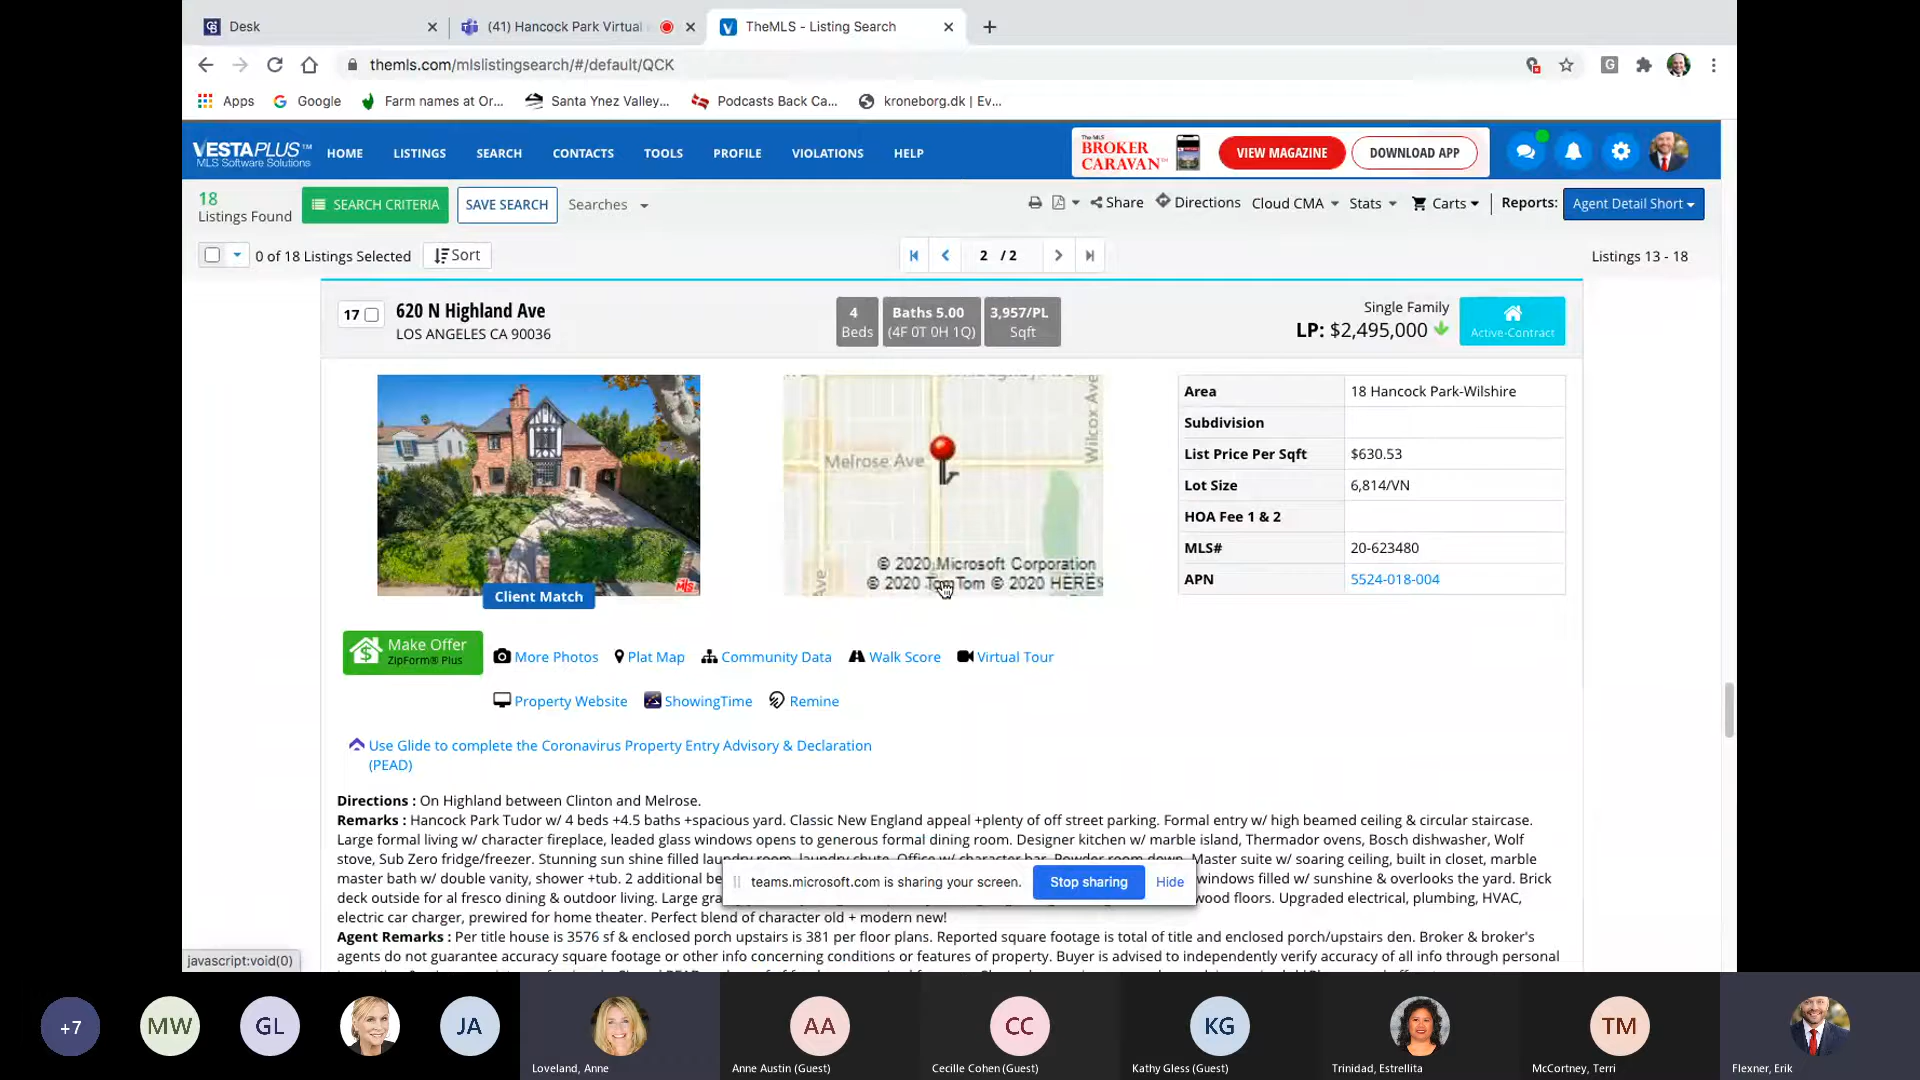 Desk
(41) Hancock Park Virtual
TheMLS - Listing Search
themls.com/mlslistingsearch/#/default/QCK
Apps
Google
Farm names at Or...
Santa Ynez Valley...
Podcasts Back Ca...
kroneborg.dk | Ev...
VESTAPLUS™
MLS Software Solutions
HOME
LISTINGS
SEARCH
CONTACTS
TOOLS
PROFILE
VIOLATIONS
HELP
The MLS
BROKER
CARAVAN™
VIEW MAGAZINE
DOWNLOAD APP
18
Listings Found
SEARCH CRITERIA
SAVE SEARCH
Searches
Share
Directions
Cloud CMA
Stats
Carts
Reports:
Agent Detail Short
0 of 18 Listings Selected
Sort
2 / 2
Listings 13 - 18
17
620 N Highland Ave
LOS ANGELES CA 90036
4
Beds
Baths 5.00
(4F 0T 0H 1Q)
3,957/PL
Sqft
Single Family
LP: $2,495,000
Active-Contract
Melrose Ave
Wilcox Ave
Ave
© 2020 Microsoft Corporation
© 2020 TomTom © 2020 HERE
Client Match
Area 18 Hancock Park-Wilshire
Subdivision
List Price Per Sqft $630.53
Lot Size 6,814/VN
HOA Fee 1 & 2
MLS# 20-623480
APN 5524-018-004
Make Offer
ZipForm® Plus
More Photos
Plat Map
Community Data
Walk Score
Virtual Tour
Property Website
ShowingTime
Remine
Use Glide to complete the Coronavirus Property Entry Advisory & Declaration
(PEAD)
Directions : On Highland between Clinton and Melrose.
Remarks : Hancock Park Tudor w/ 4 beds +4.5 baths +spacious yard. Classic New England appeal +plenty of off street parking. Formal entry w/ high beamed ceiling & circular staircase.
Large formal living w/ character fireplace, leaded glass windows opens to generous formal dining room. Designer kitchen w/ marble island, Thermador ovens, Bosch dishwasher, Wolf
stove, Sub Zero fridge/freezer. Stunning sun shine filled laundry room, laundry chute. Office w/ character bar. Powder room down. Master suite w/ soaring ceiling, built in closet, marble
master bath w/ double vanity, shower +tub. 2 additional be windows filled w/ sunshine & overlooks the yard. Brick
deck outside for al fresco dining & outdoor living. Large gra wood floors. Upgraded electrical, plumbing, HVAC,
electric car charger, prewired for home theater. Perfect blend of character old + modern new!
Agent Remarks : Per title house is 3576 sf & enclosed porch upstairs is 381 per floor plans. Reported square footage is total of title and enclosed porch/upstairs den. Broker & broker's
agents do not guarantee accuracy square footage or other info concerning conditions or features of property. Buyer is advised to independently verify accuracy of all info through personal
teams.microsoft.com is sharing your screen.
Stop sharing
Hide
javascript:void(0)
+7
MW
GL
JA
Loveland, Anne
AA
Anne Austin (Guest)
CC
Cecille Cohen (Guest)
KG
Kathy Gless (Guest)
Trinidad, Estrellita
TM
McCortney, Terri
Flexner, Erik